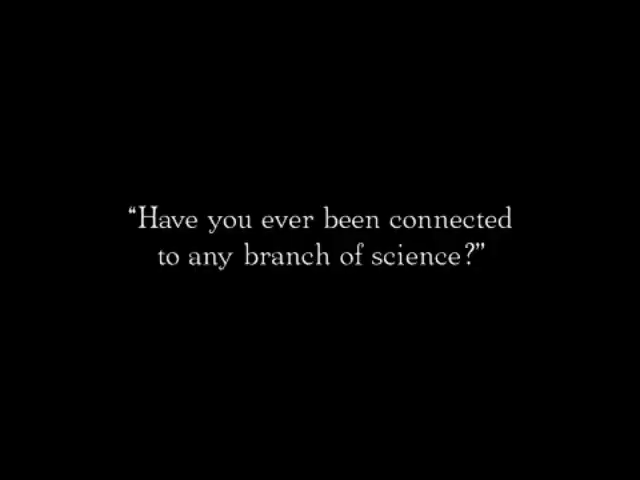 “Have you ever been connected
to any branch of science?”